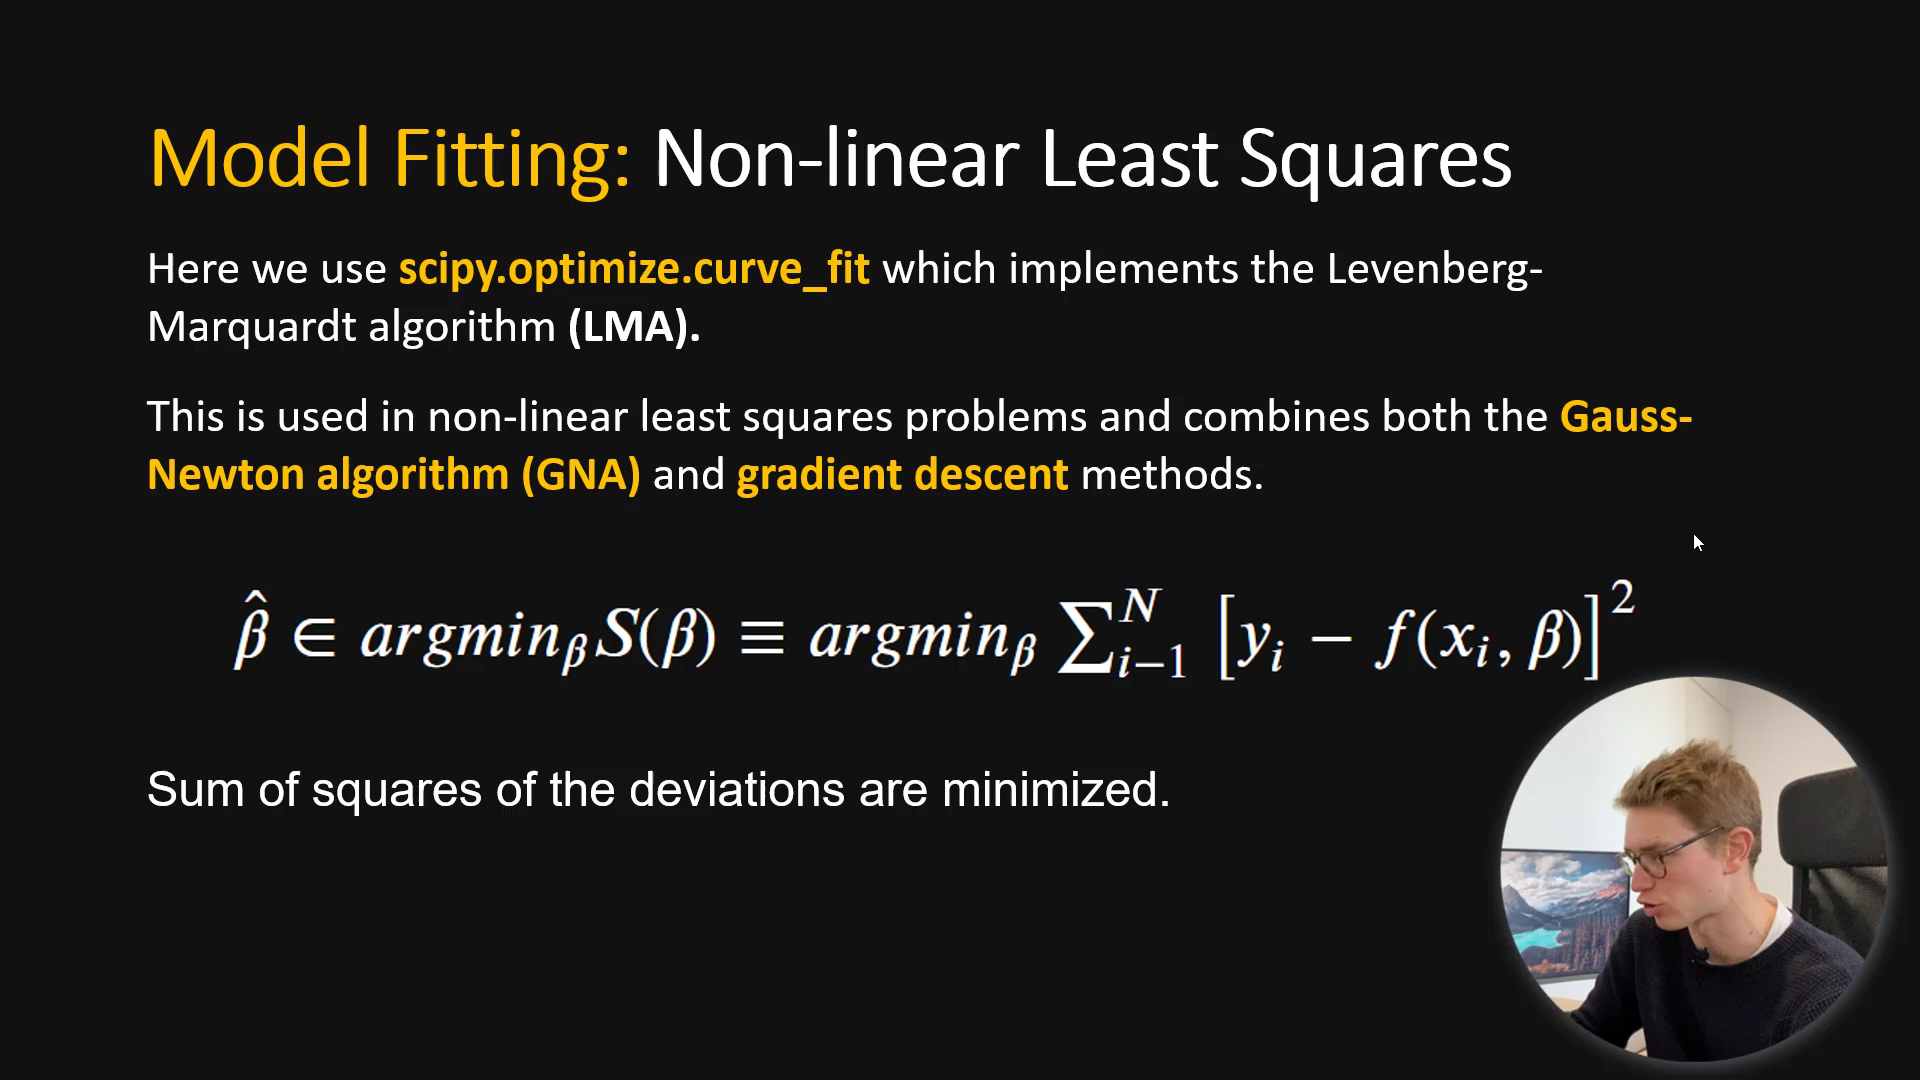 Model Fitting: Non-linear Least Squares
Here we use scipy.optimize.curve_fit which implements the Levenberg-
Marquardt algorithm (LMA).
This is used in non-linear least squares problems and combines both the Gauss-
Newton algorithm (GNA) and gradient descent methods.
β̂ ∈ argmin_β S(β) ≡ argmin_β ∑_{i−1}^{N} [y_i − f(x_i, β)]^2
Sum of squares of the deviations are minimized.